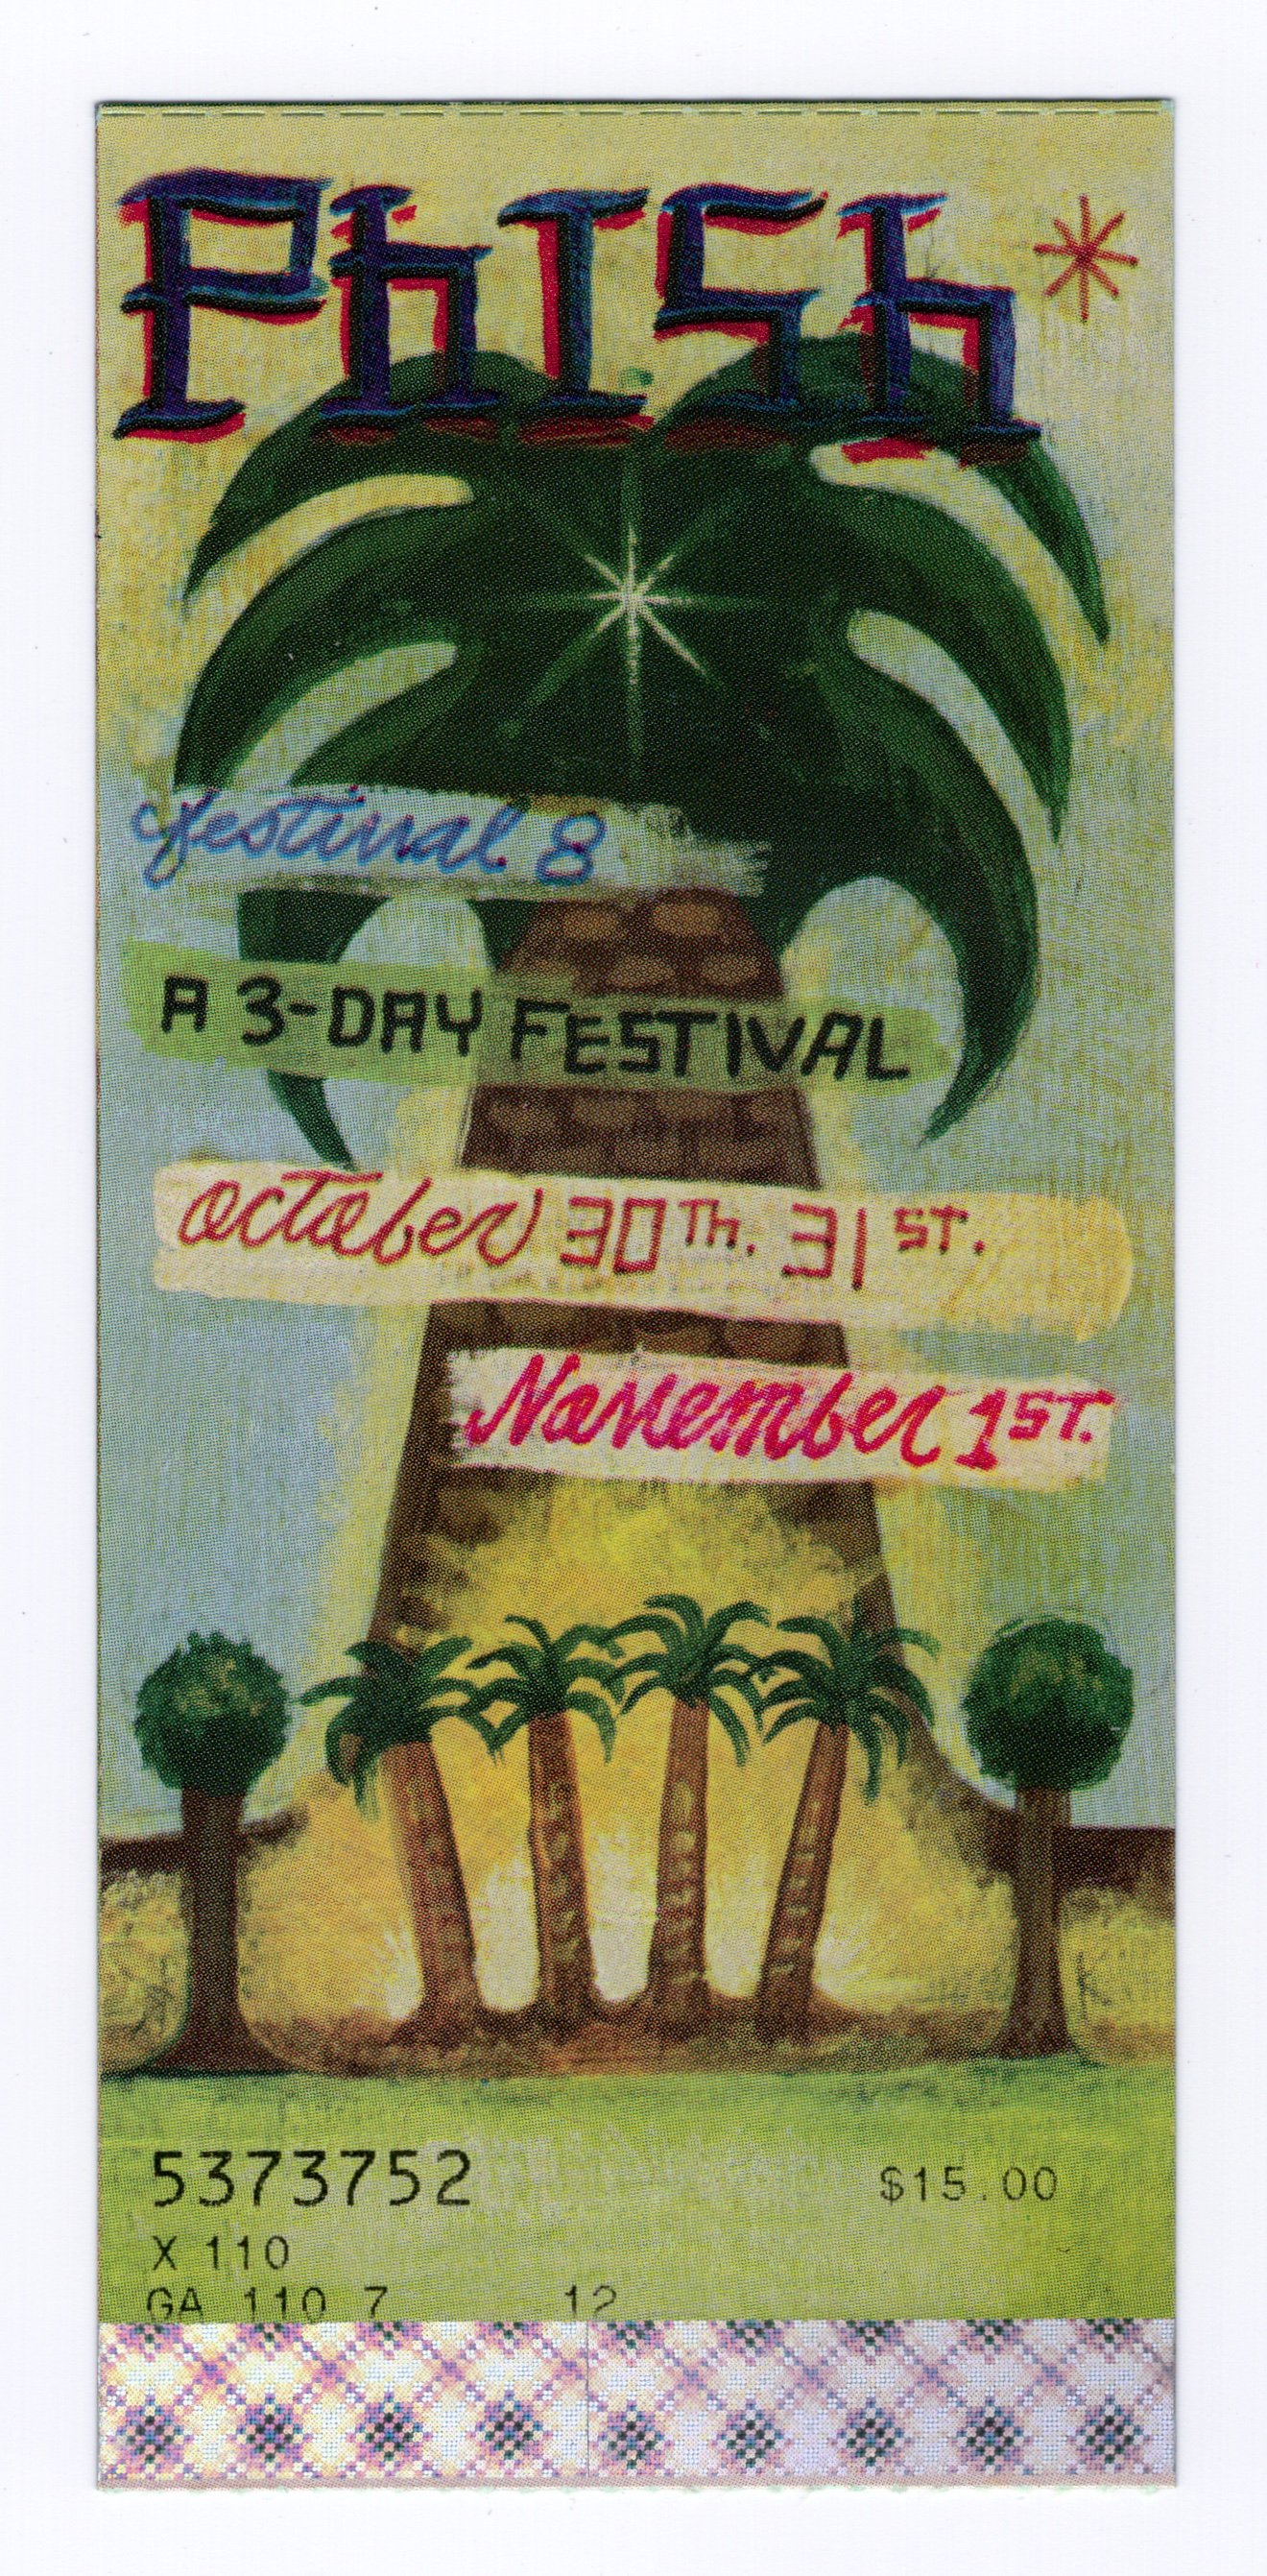 Phish*
festival 8
A 3-DAY FESTIVAL
october 30TH. 31ST.
November 1ST.
5373752 $15.00
X 110
GA 110 7 12